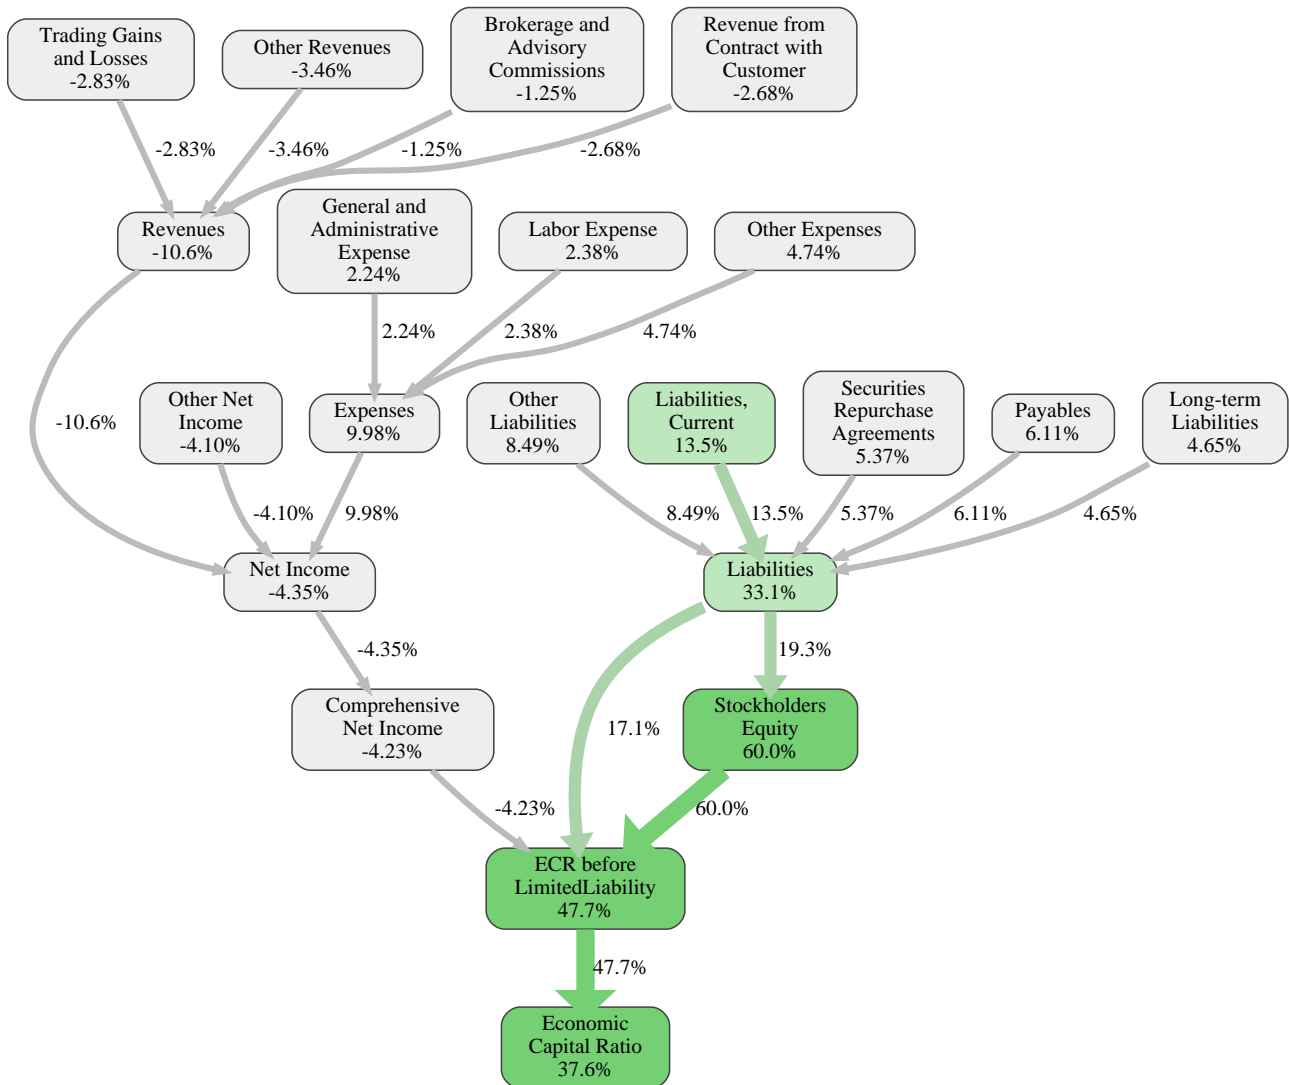 Trading Gains
and Losses
-2.83%
Other Revenues
-3.46%
Brokerage and
Advisory
Commissions
-1.25%
Revenue from
Contract with
Customer
-2.68%
-2.83%
-3.46%
-1.25%
-2.68%
Revenues
-10.6%
General and
Administrative
Expense
2.24%
Labor Expense
2.38%
Other Expenses
4.74%
2.24%
2.38%
4.74%
-10.6%
Other Net
Income
-4.10%
Expenses
9.98%
Other
Liabilities
8.49%
Liabilities,
Current
13.5%
Securities
Repurchase
Agreements
5.37%
Payables
6.11%
Long-term
Liabilities
4.65%
-4.10%
9.98%
8.49%
13.5%
5.37%
6.11%
4.65%
Net Income
-4.35%
Liabilities
33.1%
-4.35%
19.3%
Comprehensive
Net Income
-4.23%
17.1%
Stockholders
Equity
60.0%
-4.23%
60.0%
ECR before
LimitedLiability
47.7%
47.7%
Economic
Capital Ratio
37.6%